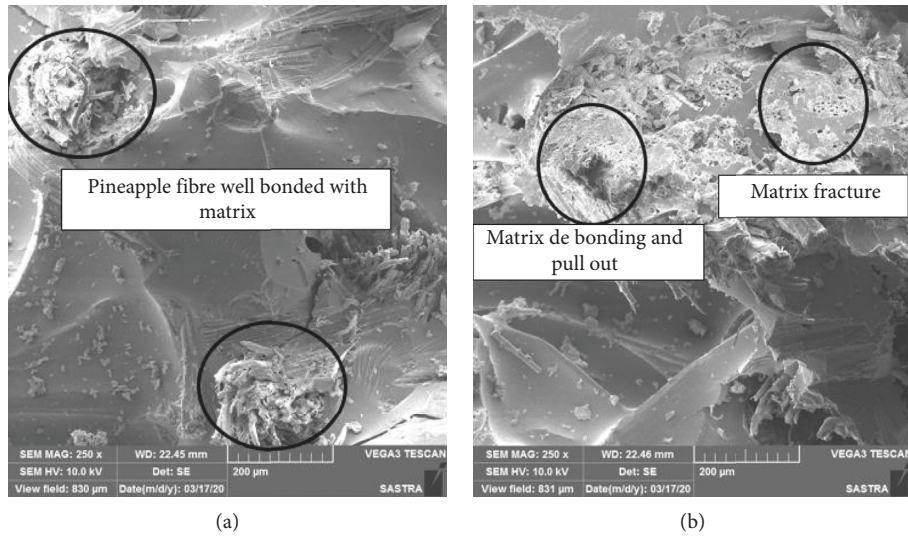 Pineapple fibre well bonded with
matrix
SEM MAG: 250 x
WD: 22.45 mm
VEGA3 TESCAN
SEM HV: 10.0 kV
Det: SE
200 µm
View field: 830 µm
Date(m/d/y): 03/17/20
SASTRA
(a)
Matrix fracture
Matrix de bonding and
pull out
SEM MAG: 250 x
WD: 22.46 mm
VEGA3 TESCAN
SEM HV: 10.0 kV
Det: SE
200 µm
View field: 831 µm
Date(m/d/y): 03/17/20
SASTRA
(b)